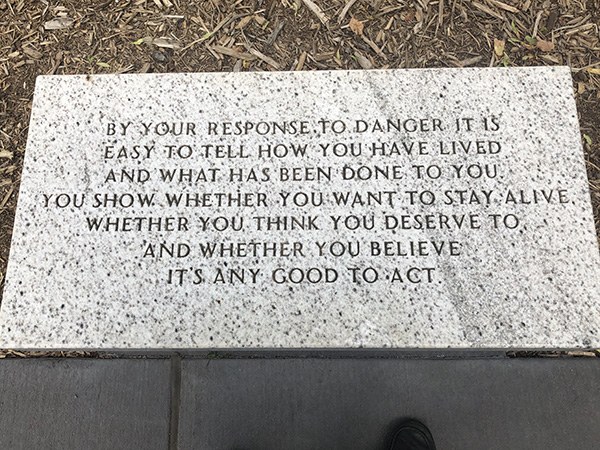 BY YOUR RESPONSE TO DANGER IT IS
EASY TO TELL HOW YOU HAVE LIVED
AND WHAT HAS BEEN DONE TO YOU.
YOU SHOW WHETHER YOU WANT TO STAY ALIVE,
WHETHER YOU THINK YOU DESERVE TO
AND WHETHER YOU BELIEVE
IT'S ANY GOOD TO ACT.